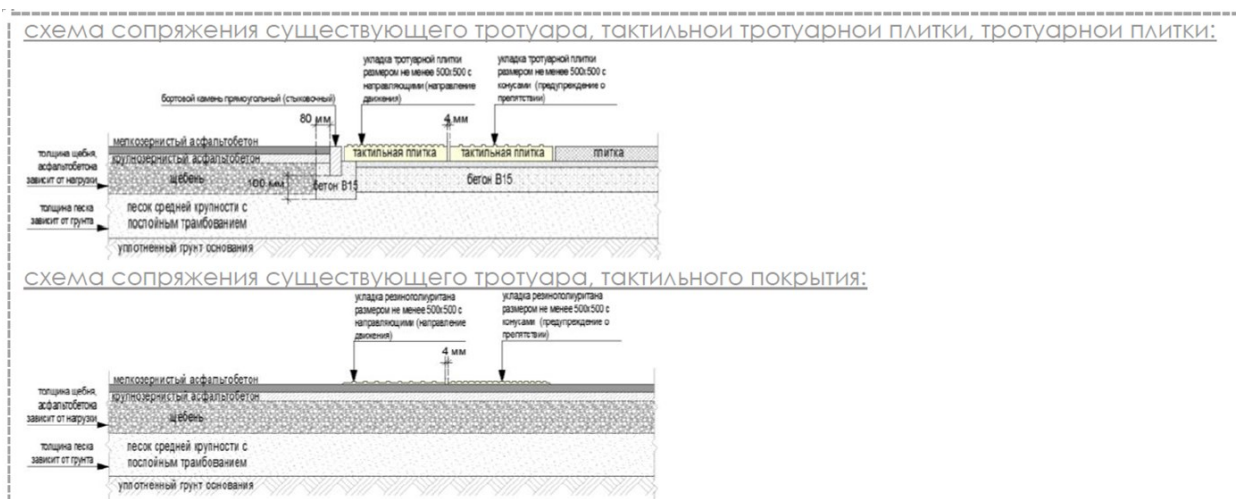 схема сопряжения существующего тротуара, тактильнои тротуарнои плитки, тротуарнои плитки:
укладка тротуарной плитки
размером не менее 500х500 с
направляющими (направление
движения)
укладка тротуарной плитки
размером не менее 500х500 с
конусами (предупреждение о
препятствии)
бортовой камень прямоугольный (стыковочный)
80 мм
4 мм
мелкозернистый асфальтобетон
крупнозернистый асфальтобетон
тактильная плитка
тактильная плитка
плитка
толщина щебня,
асфальтобетона
зависит от нагрузки
щебень
100 мм
бетон В15
бетон В15
толщина песка
зависит от грунта
песок средней крупности с
послойным трамбованием
уплотненный грунт основания
схема сопряжения существующего тротуара, тактильного покрытия:
укладка резинополиуритана
размером не менее 500х500 с
направляющими (направление
движения)
укладка резинополиуритана
размером не менее 500х500 с
конусами (предупреждение о
препятствии)
4 мм
мелкозернистый асфальтобетон
крупнозернистый асфальтобетон
толщина щебня,
асфальтобетона
зависит от нагрузки
щебень
толщина песка
зависит от грунта
песок средней крупности с
послойным трамбованием
уплотненный грунт основания